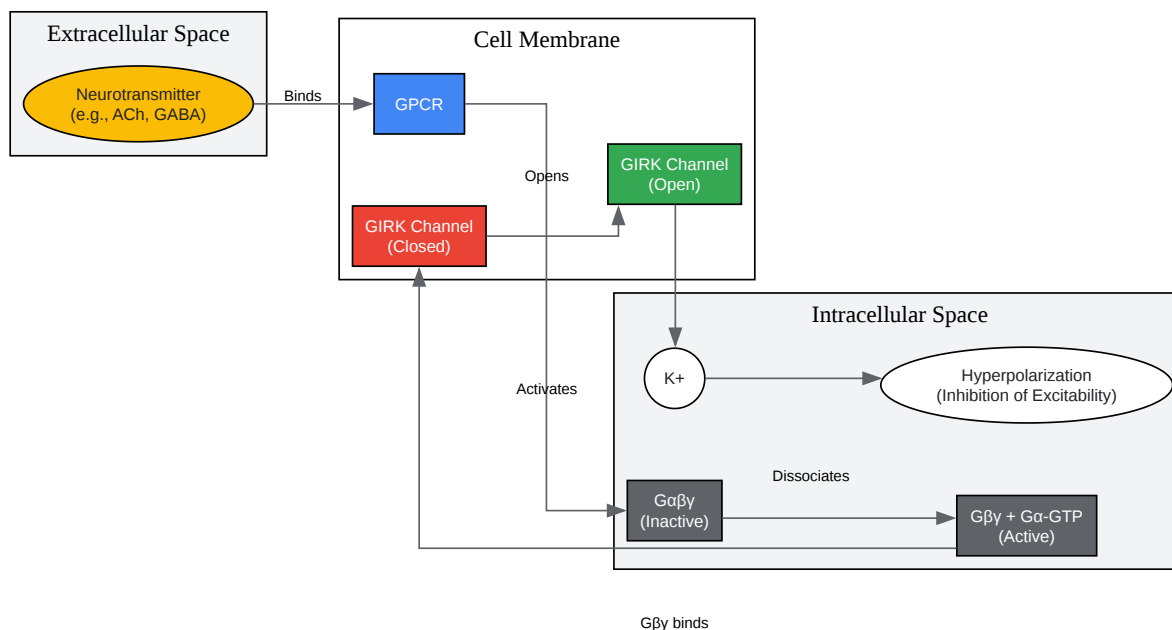 Extracellular Space
Neurotransmitter
(e.g., ACh, GABA)
Binds
Cell Membrane
GPCR
Opens
GIRK Channel
(Open)
GIRK Channel
(Closed)
Intracellular Space
K+
Hyperpolarization
(Inhibition of Excitability)
Activates
Dissociates
Gαβγ
(Inactive)
Gβγ + Gα-GTP
(Active)
Gβγ binds